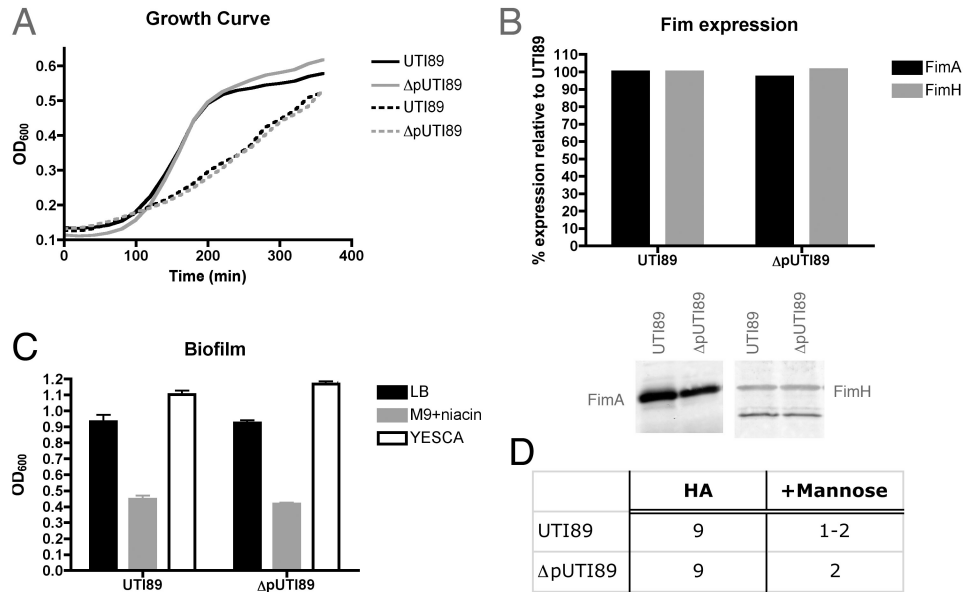 A
Growth Curve
OD600
0.6
0.5
0.4
0.3
0.2
0.1
0
100
200
300
400
Time (min)
UTI89
ΔpUTI89
UTI89
ΔpUTI89
B
Fim expression
% expression relative to UTI89
110
100
90
80
70
60
50
40
30
20
10
0
UTI89
ΔpUTI89
FimA
FimH
UTI89
ΔpUTI89
UTI89
ΔpUTI89
FimA
FimH
C
Biofilm
OD600
1.2
1.1
1.0
0.9
0.8
0.7
0.6
0.5
0.4
0.3
0.2
0.1
0.0
UTI89
ΔpUTI89
LB
M9+niacin
YESCA
D
HA +Mannose
UTI89 9 1-2
ΔpUTI89 9 2